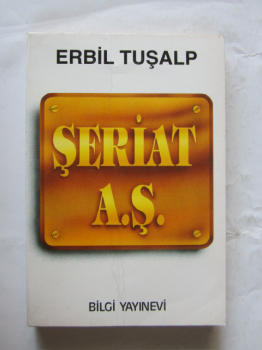 ERBİL TUŞALP
ŞERİAT
A.Ş.
BİLGİ YAYINEVİ